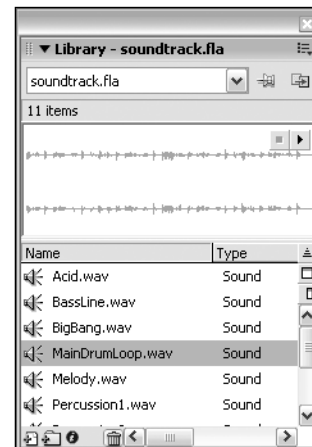 Library - soundtrack.fla
soundtrack.fla
11 items
Name Type
Acid.wav Sound
BassLine.wav Sound
BigBang.wav Sound
MainDrumLoop.wav Sound
Melody.wav Sound
Percussion1.wav Sound